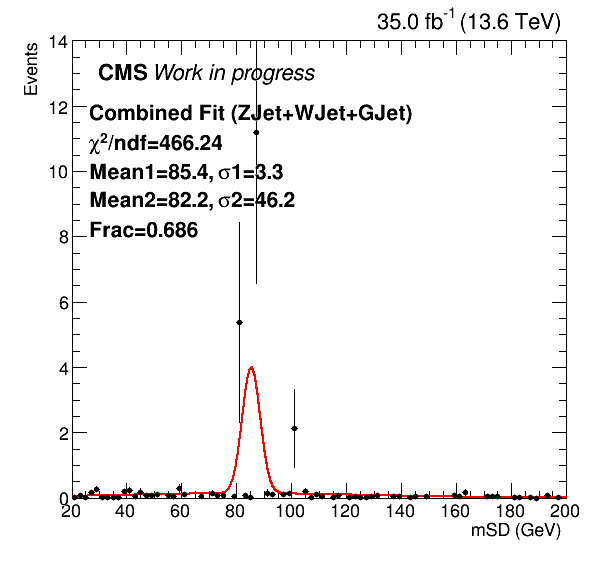 35.0 fb⁻¹ (13.6 TeV)
Events
CMS Work in progress
Combined Fit (ZJet+WJet+GJet)
χ²/ndf=466.24
Mean1=85.4, σ1=3.3
Mean2=82.2, σ2=46.2
Frac=0.686
14
12
10
8
6
4
2
0
20 40 60 80 100 120 140 160 180 200
mSD (GeV)